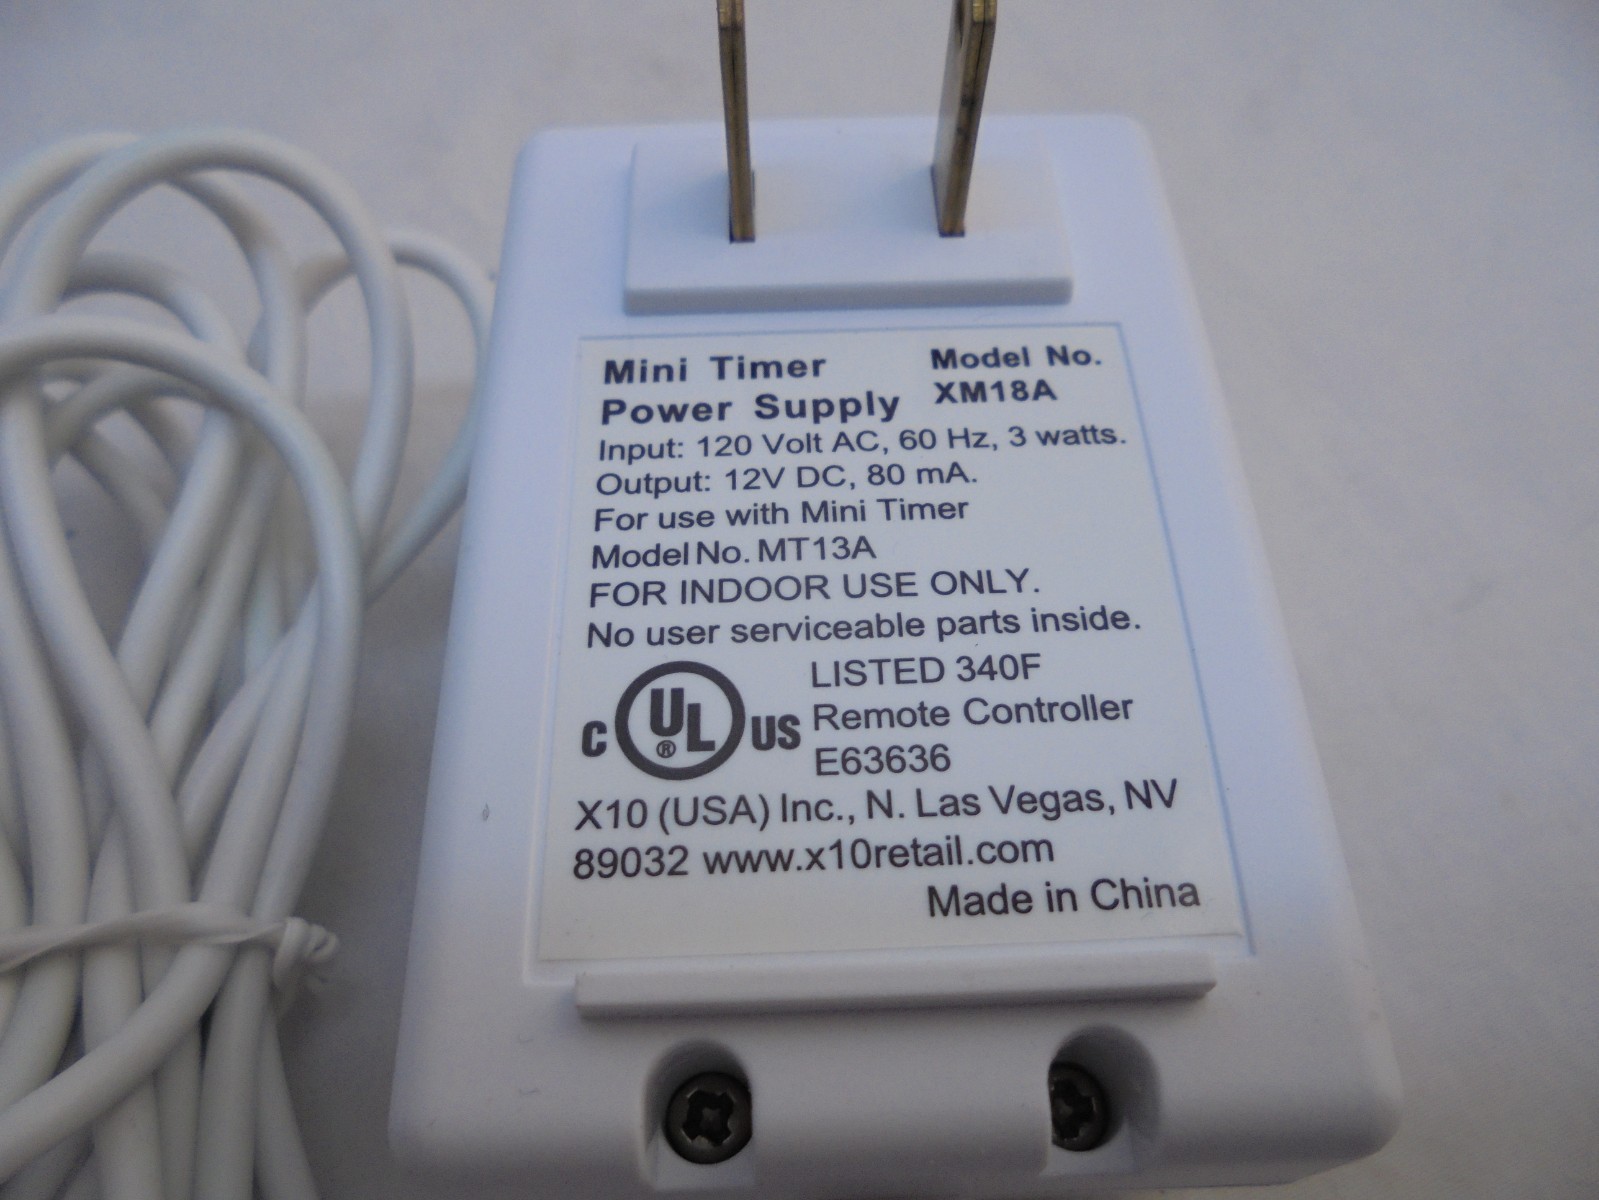 Mini Timer Model No.
Power Supply XM18A
Input: 120 Volt AC, 60 Hz, 3 watts.
Output: 12V DC, 80 mA.
For use with Mini Timer
Model No. MT13A
FOR INDOOR USE ONLY.
No user serviceable parts inside.
LISTED 340F
C UL ® US Remote Controller
E63636
X10 (USA) Inc., N. Las Vegas, NV
89032 www.x10retail.com
Made in China